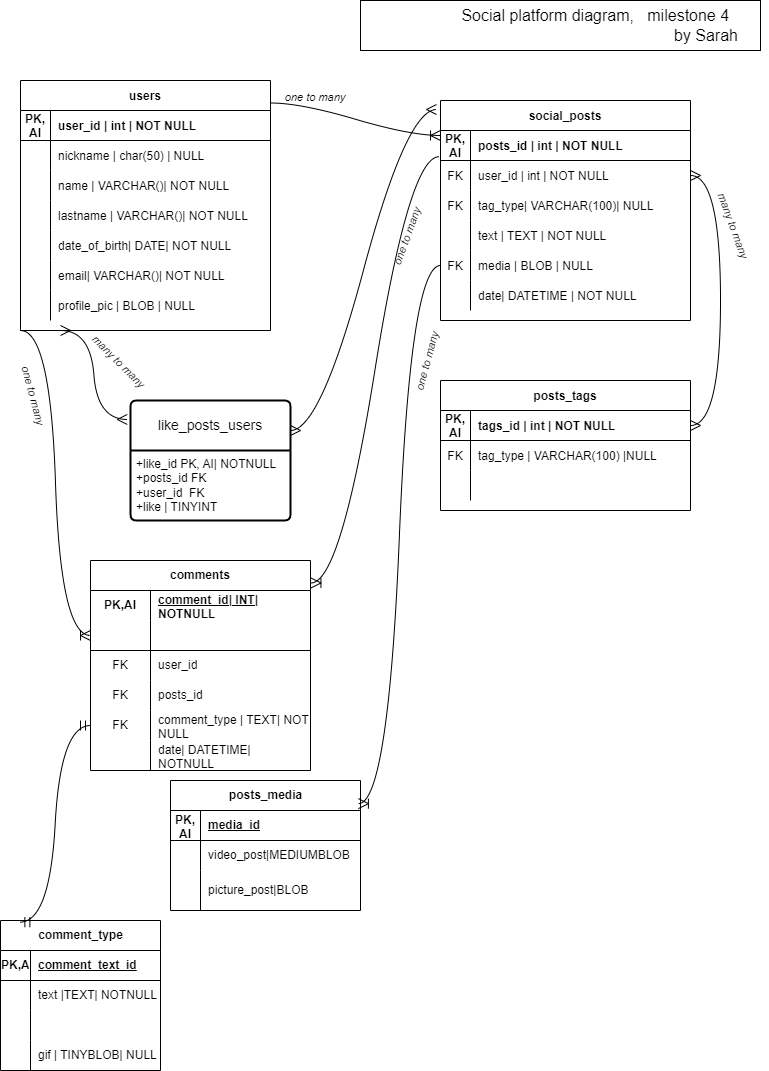 Social platform diagram,   milestone 4
by Sarah
users
PK,
AI
user_id | int | NOT NULL
nickname | char(50) | NULL
name | VARCHAR()| NOT NULL
lastname | VARCHAR()| NOT NULL
date_of_birth| DATE| NOT NULL
email| VARCHAR()| NOT NULL
profile_pic | BLOB | NULL
one to many
social_posts
PK,
AI
posts_id | int | NOT NULL
FK
user_id | int | NOT NULL
FK
tag_type| VARCHAR(100)| NULL
text | TEXT | NOT NULL
FK
media | BLOB | NULL
date| DATETIME | NOT NULL
one to many
many to many
many to many
one to many
one to many
posts_tags
PK,
AI
tags_id | int | NOT NULL
FK
tag_type | VARCHAR(100) |NULL
like_posts_users
+like_id PK, AI| NOTNULL
+posts_id FK
+user_id  FK
+like | TINYINT
comments
PK,AI
comment_id| INT|
NOTNULL
FK
user_id
FK
posts_id
FK
comment_type | TEXT| NOT
NULL
date| DATETIME|
NOTNULL
posts_media
PK,
AI
media_id
video_post|MEDIUMBLOB
picture_post|BLOB
comment_type
PK,A
comment_text_id
text |TEXT| NOTNULL
gif | TINYBLOB| NULL